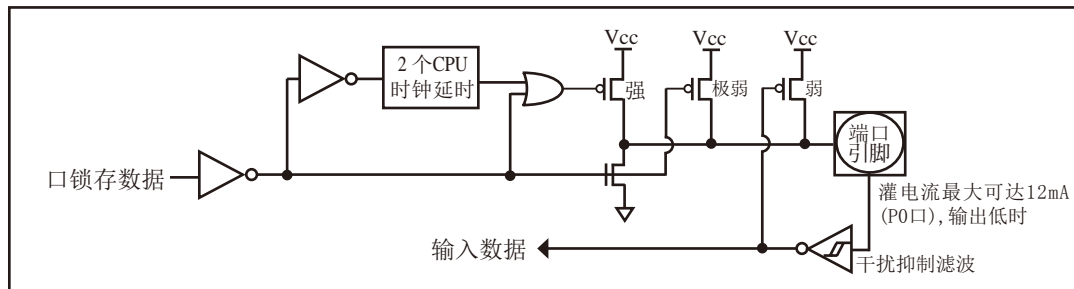 Vcc
Vcc
Vcc
2 个CPU
时钟延时
强
极弱
弱
端口
引脚
口锁存数据
灌电流最大可达12mA
(P0口),输出低时
输入数据
干扰抑制滤波